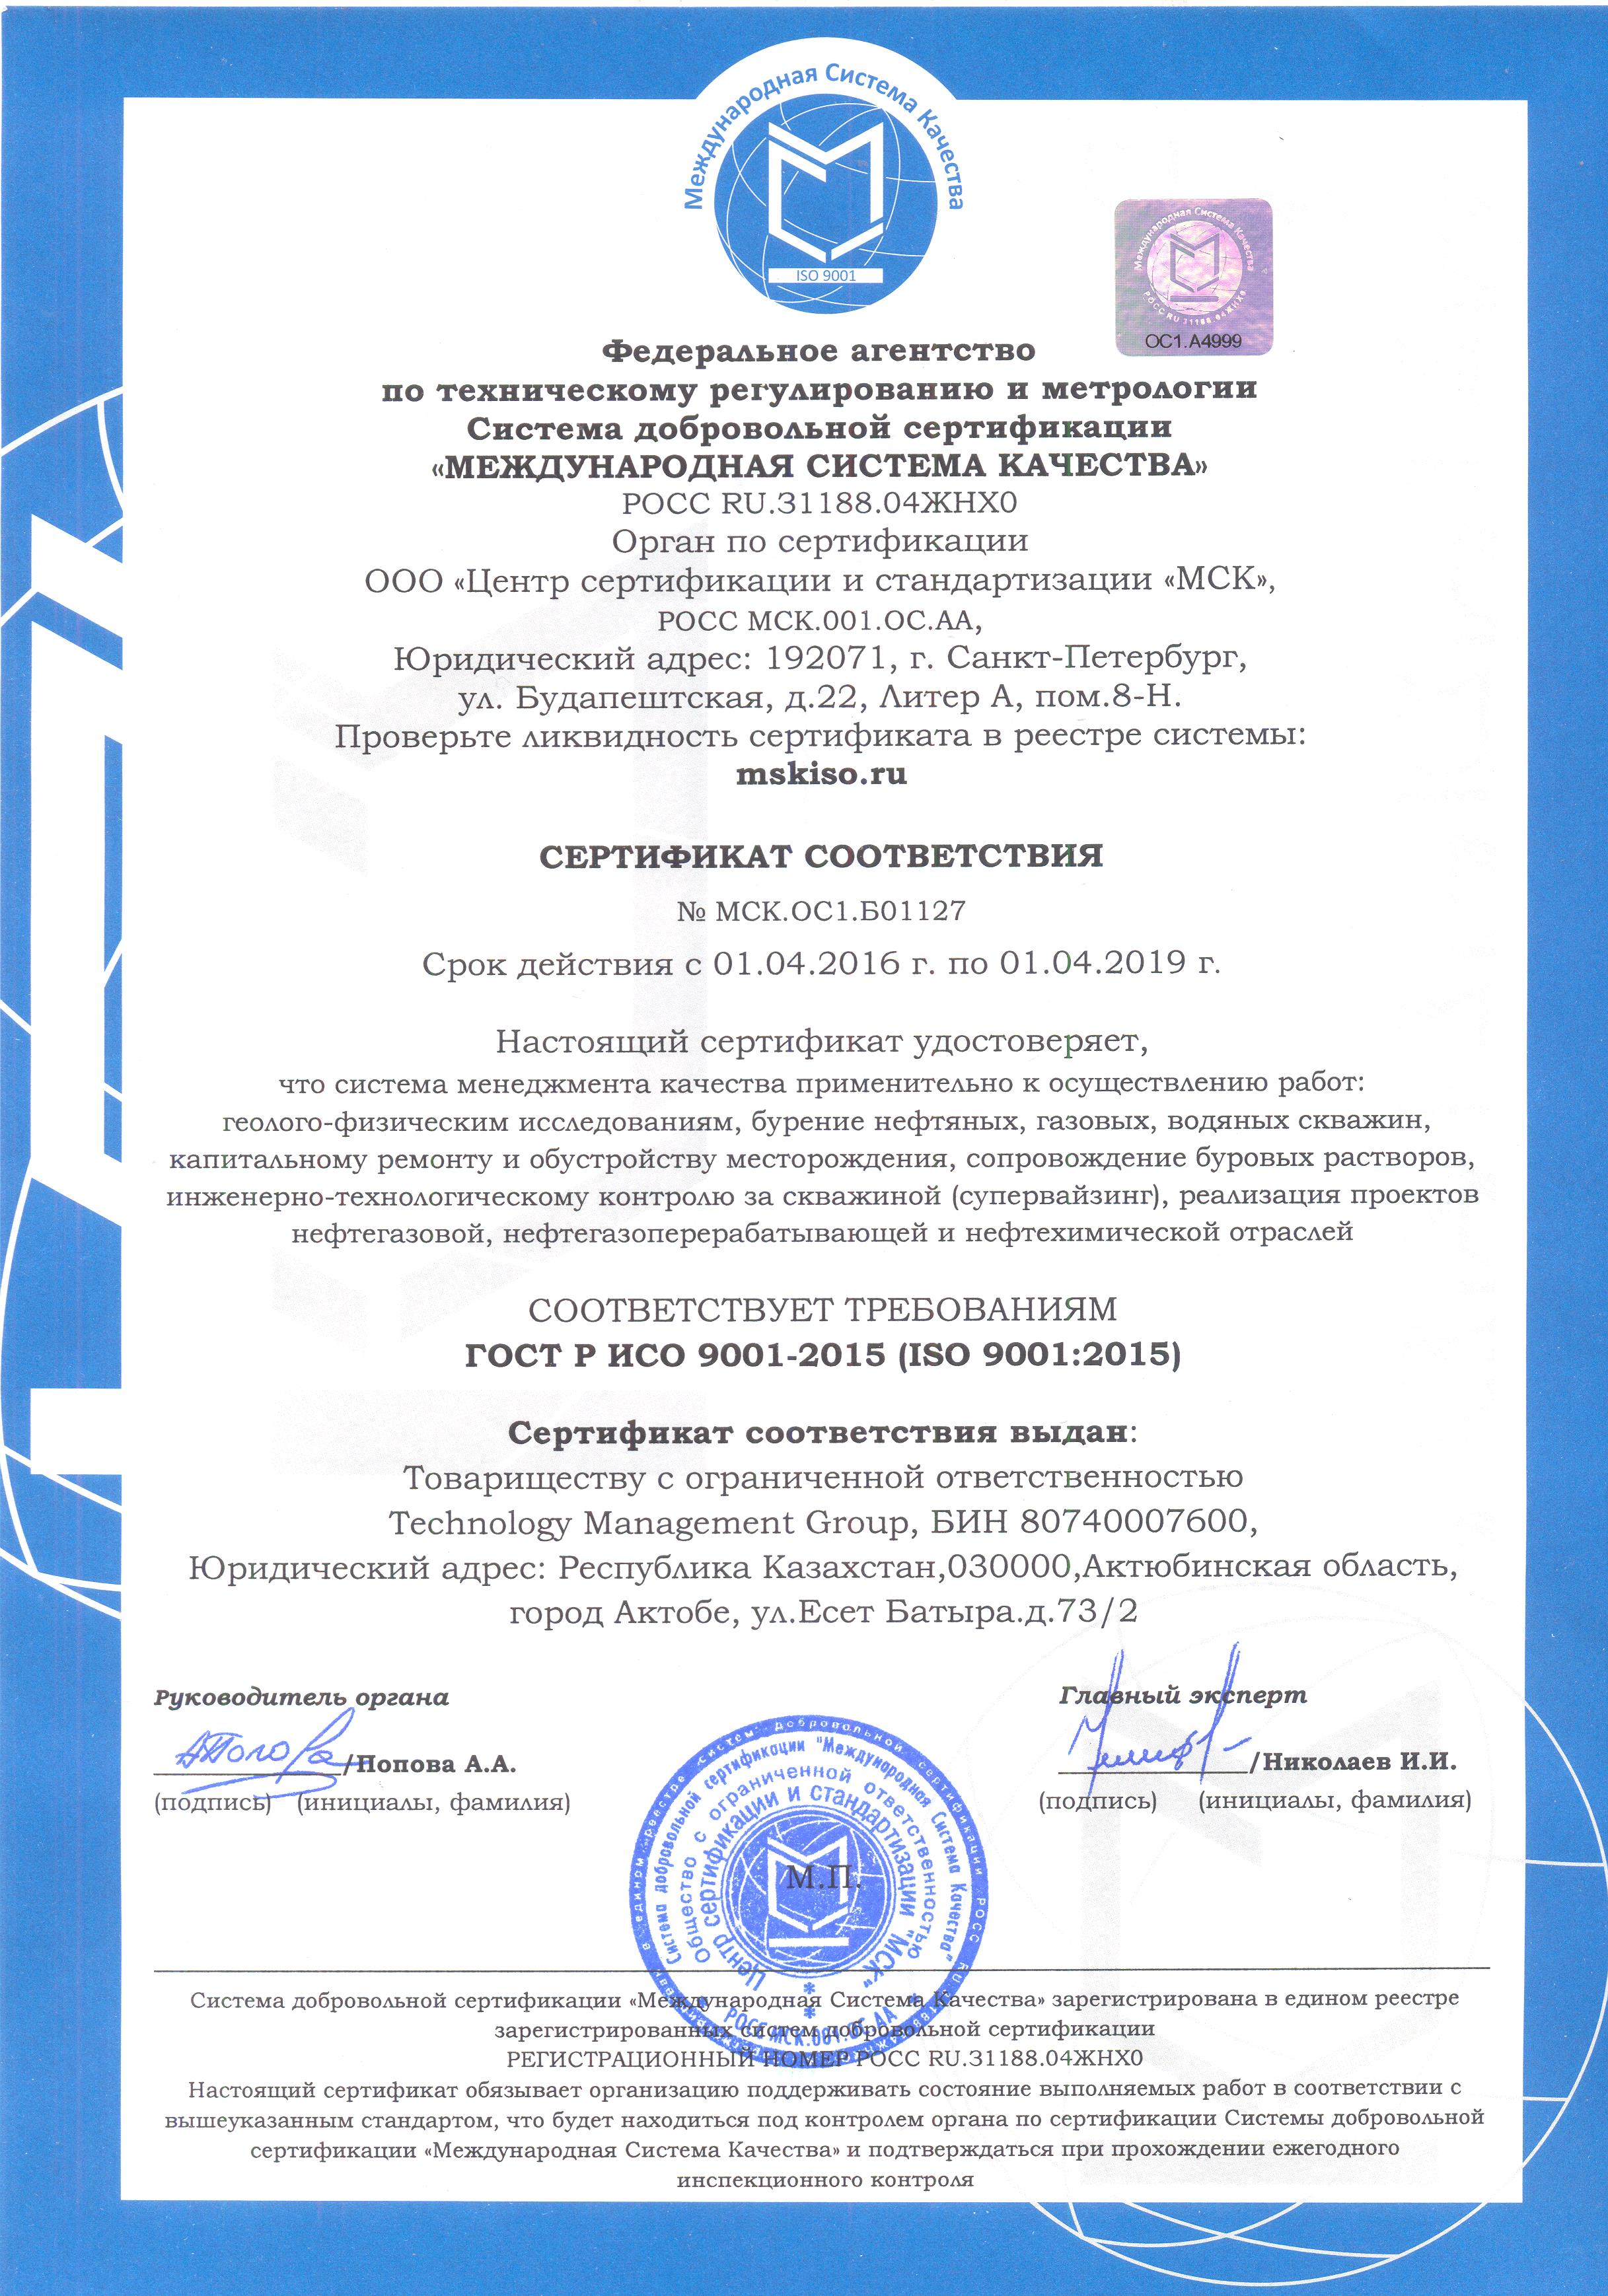 Международная Система Качества
ISO 9001
Международная Система Качества
РОСС RU 31188.04ЖНХ0
ОС1.А4999
Федеральное агентство
по техническому регулированию и метрологии
Система добровольной сертификации
«МЕЖДУНАРОДНАЯ СИСТЕМА КАЧЕСТВА»
РОСС RU.31188.04ЖНХ0
Орган по сертификации
ООО «Центр сертификации и стандартизации «МСК»,
РОСС МСК.001.ОС.АА,
Юридический адрес: 192071, г. Санкт-Петербург,
ул. Будапештская, д.22, Литер А, пом.8-Н.
Проверьте ликвидность сертификата в реестре системы:
mskiso.ru
СЕРТИФИКАТ СООТВЕТСТВИЯ
№ МСК.ОС1.Б01127
Срок действия с 01.04.2016 г. по 01.04.2019 г.
Настоящий сертификат удостоверяет,
что система менеджмента качества применительно к осуществлению работ:
геолого-физическим исследованиям, бурение нефтяных, газовых, водяных скважин,
капитальному ремонту и обустройству месторождения, сопровождение буровых растворов,
инженерно-технологическому контролю за скважиной (супервайзинг), реализация проектов
нефтегазовой, нефтегазоперерабатывающей и нефтехимической отраслей
СООТВЕТСТВУЕТ ТРЕБОВАНИЯМ
ГОСТ Р ИСО 9001-2015 (ISO 9001:2015)
Сертификат соответствия выдан:
Товариществу с ограниченной ответственностью
Technology Management Group, БИН 80740007600,
Юридический адрес: Республика Казахстан,030000,Актюбинская область,
город Актобе, ул.Есет Батыра.д.73/2
Руководитель органа
Главный эксперт
/Попова А.А.
/Николаев И.И.
(подпись) (инициалы, фамилия)
(подпись) (инициалы, фамилия)
Система добровольной сертификации "Международная Система Качества"
Общество с ограниченной ответственностью
Центр сертификации и стандартизации "МСК"
РОСС МСК.001.ОС.АА
М.П.
Система добровольной сертификации «Международная Система Качества» зарегистрирована в едином реестре
зарегистрированных систем добровольной сертификации
РЕГИСТРАЦИОННЫЙ НОМЕР РОСС RU.31188.04ЖНХ0
Настоящий сертификат обязывает организацию поддерживать состояние выполняемых работ в соответствии с
вышеуказанным стандартом, что будет находиться под контролем органа по сертификации Системы добровольной
сертификации «Международная Система Качества» и подтверждаться при прохождении ежегодного
инспекционного контроля